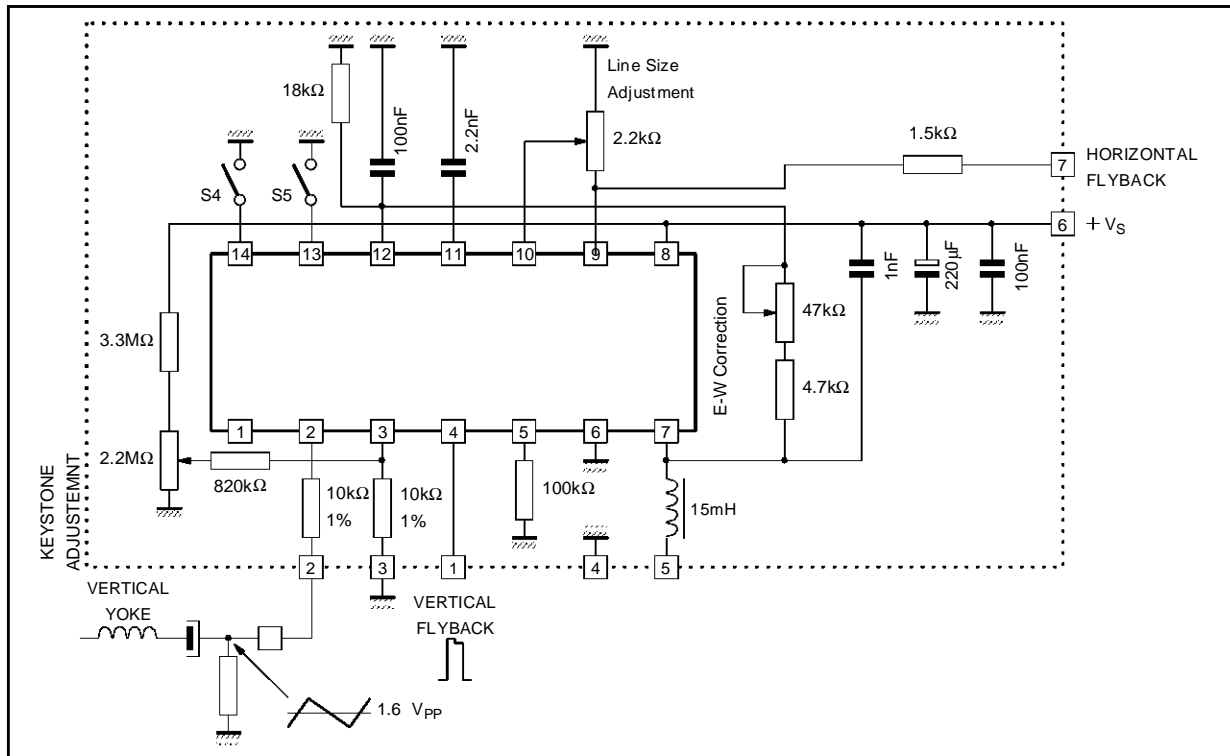 Line Size
Adjustment
18kΩ
100nF
2.2nF
2.2kΩ
1.5kΩ
7
HORIZONTAL
FLYBACK
S4
S5
6
+VS
14
13
12
11
10
9
8
1nF
220µF
100nF
47kΩ
3.3MΩ
E-W Correction
4.7kΩ
1
2
3
4
5
6
7
2.2MΩ
820kΩ
10kΩ
1%
10kΩ
1%
100kΩ
15mH
KEYSTONE
ADJUSTEMNT
2
3
1
4
5
VERTICAL
YOKE
VERTICAL
FLYBACK
1.6 VPP